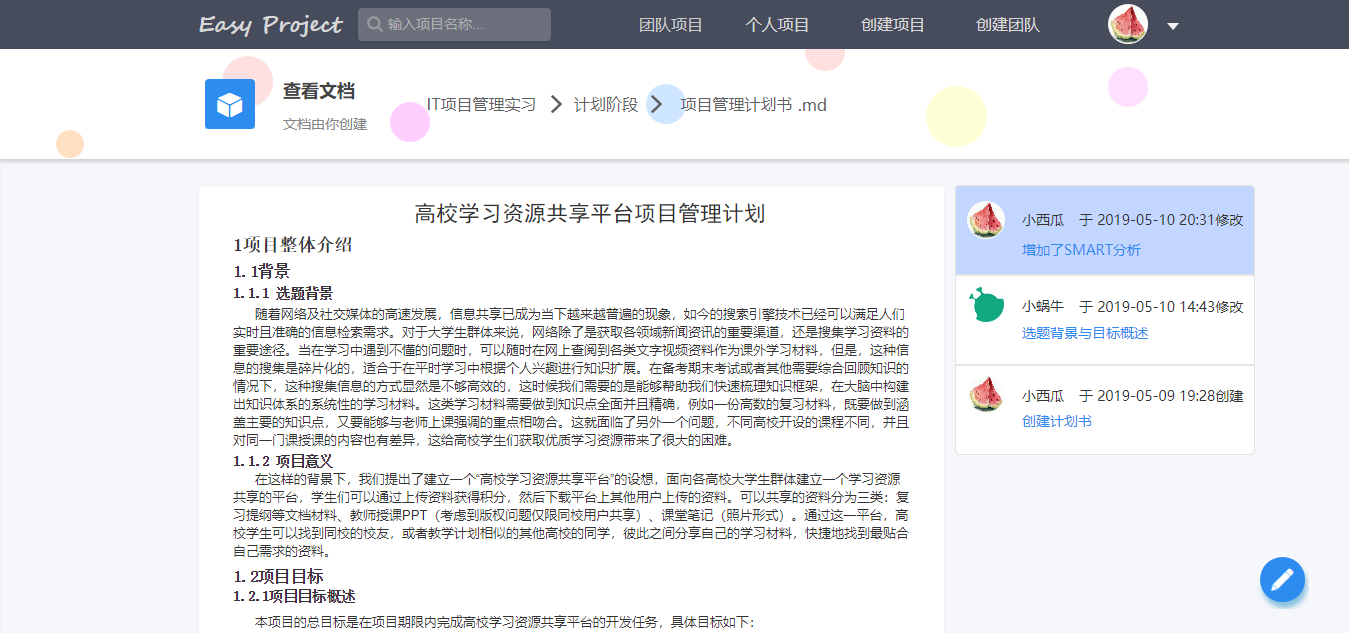 Easy Project 输入项目名称... 团队项目 个人项目 创建项目 创建团队
查看文档
文档由你创建
IT项目管理实习 计划阶段 项目管理计划书 .md
高校学习资源共享平台项目管理计划
1项目整体介绍
1.1背景
1.1.1 选题背景
随着网络及社交媒体的高速发展，信息共享已成为当下越来越普遍的现象，如今的搜索引擎技术已经可以满足人们
实时且准确的信息检索需求。对于大学生群体来说，网络除了是获取各领域新闻资讯的重要渠道，还是搜集学习资料的
重要途径。当在学习中遇到不懂的问题时，可以随时在网上查阅到各类文字视频资料作为课外学习材料，但是，这种信
息的搜集是碎片化的，适合于在平时学习中根据个人兴趣进行知识扩展。在备考期末考试或者其他需要综合回顾知识的
情况下，这种搜集信息的方式显然是不够高效的，这时候我们需要的是能够帮助我们快速梳理知识框架，在大脑中构建
出知识体系的系统性的学习材料。这类学习材料需要做到知识点全面并且精确，例如一份高数的复习材料，既要做到涵
盖主要的知识点，又要能够与老师上课强调的重点相吻合。这就面临了另外一个问题，不同高校开设的课程不同，并且
对同一门课授课的内容也有差异，这给高校学生们获取优质学习资源带来了很大的困难。
1.1.2 项目意义
在这样的背景下，我们提出了建立一个“高校学习资源共享平台”的设想，面向各高校大学生群体建立一个学习资源
共享的平台，学生们可以通过上传资料获得积分，然后下载平台上其他用户上传的资料。可以共享的资料分为三类：复
习提纲等文档材料、教师授课PPT（考虑到版权问题仅限同校用户共享）、课堂笔记（照片形式）。通过这一平台，高
校学生可以找到同校的校友，或者教学计划相似的其他高校的同学，彼此之间分享自己的学习材料，快捷地找到最贴合
自己需求的资料。
1.2项目目标
1.2.1项目目标概述
本项目的总目标是在项目期限内完成高校学习资源共享平台的开发任务，具体目标如下：
小西瓜 于 2019-05-10 20:31修改
增加了SMART分析
小蜗牛 于 2019-05-10 14:43修改
选题背景与目标概述
小西瓜 于 2019-05-09 19:28创建
创建计划书